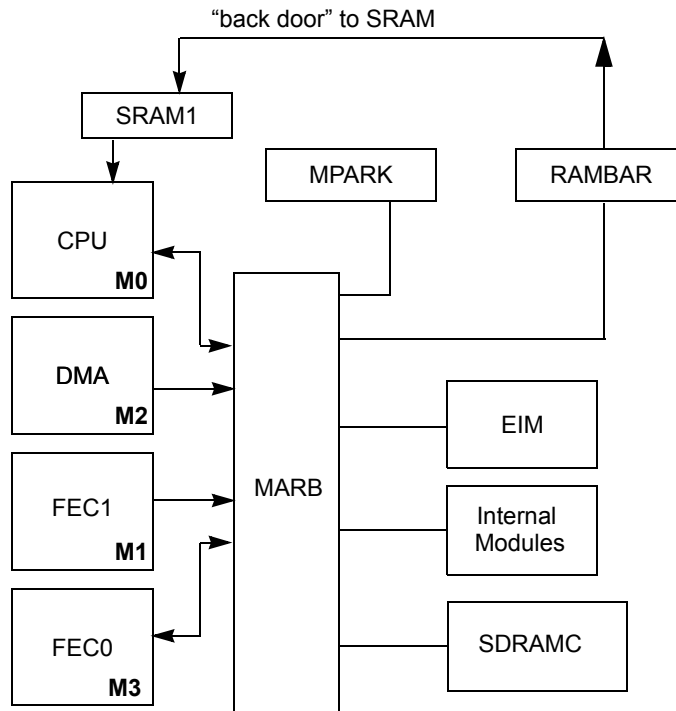 “back door” to SRAM
SRAM1
MPARK
RAMBAR
CPU
M0
DMA
M2
EIM
MARB
FEC1
M1
Internal
Modules
FEC0
M3
SDRAMC